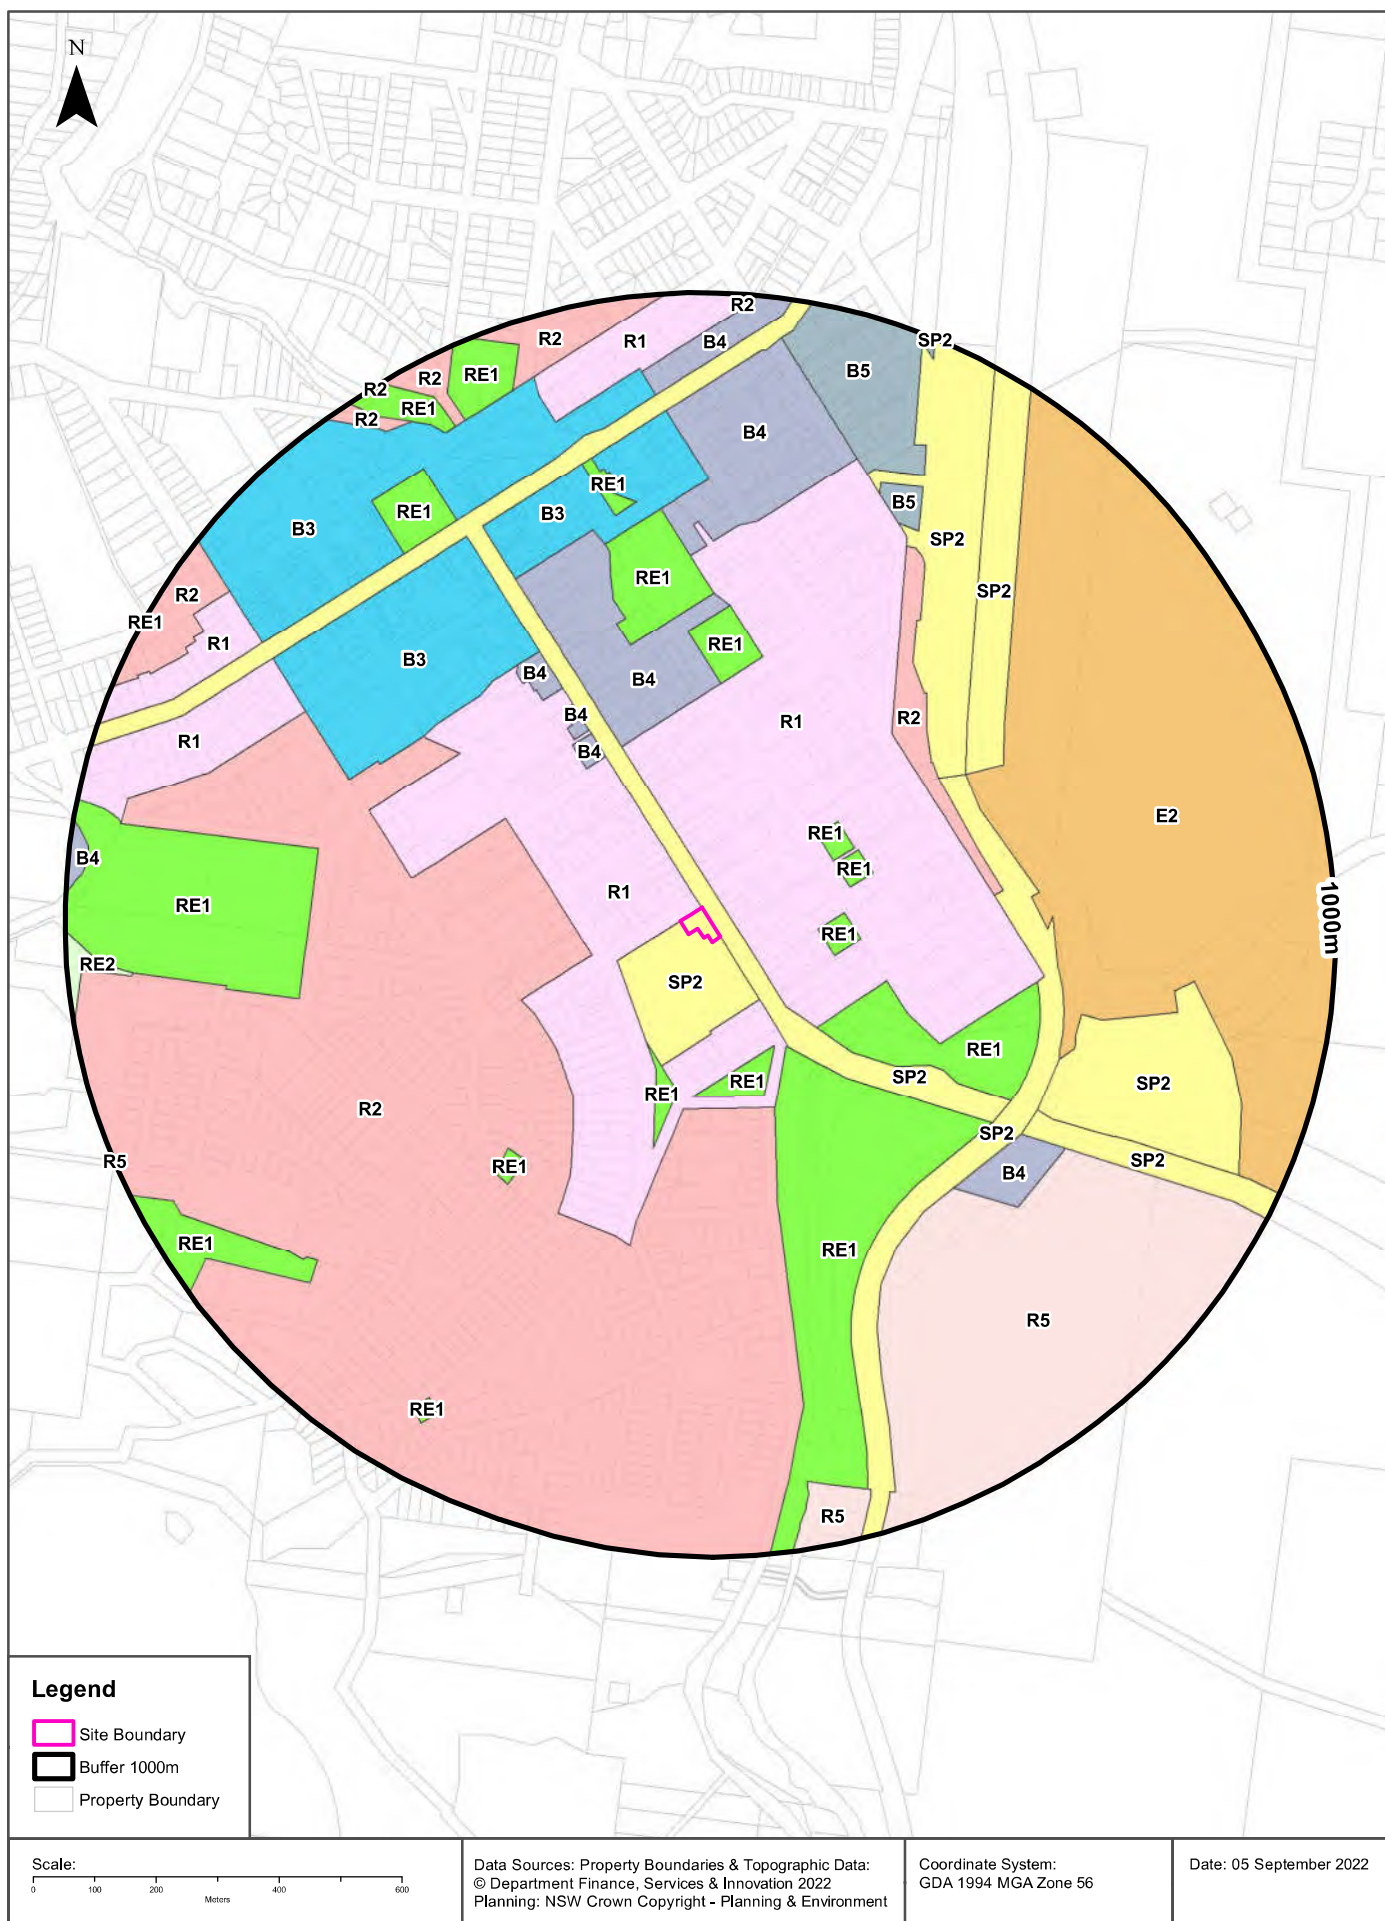 N
R2
R2
R1
B4
SP2
B5
R2
RE1
R2
RE1
R2
B4
RE1
RE1
B3
B3
B5
SP2
RE1
SP2
R2
RE1
R1
RE1
B3
B4
B4
R1
R2
B4
R1
B4
E2
RE1
B4
RE1
R1
RE1
RE1
1000m
RE2
SP2
RE1
SP2
RE1
SP2
RE1
R2
SP2
R5
RE1
SP2
B4
RE1
RE1
R5
RE1
R5
Legend
Site Boundary
Buffer 1000m
Property Boundary
Scale:
0 100 200 400 600
Meters
Data Sources: Property Boundaries & Topographic Data:
© Department Finance, Services & Innovation 2022
Planning: NSW Crown Copyright - Planning & Environment
Coordinate System:
GDA 1994 MGA Zone 56
Date: 05 September 2022